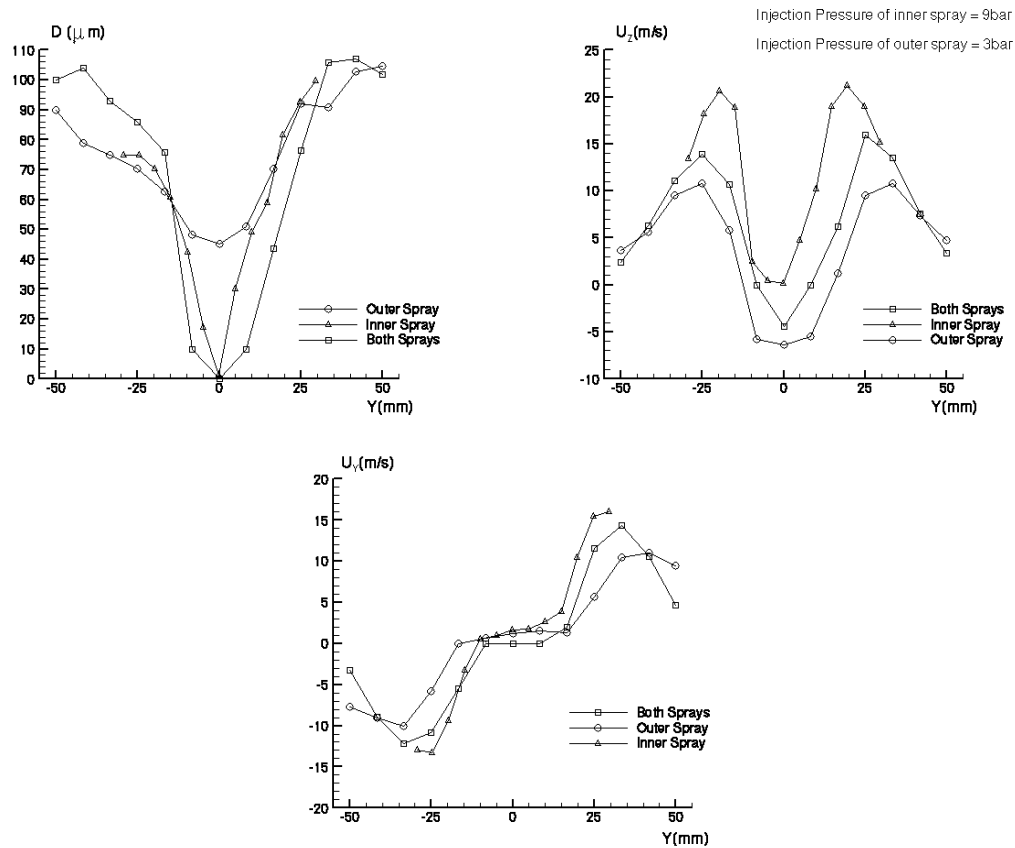 Injection Pressure of inner spray = 9bar
Injection Pressure of outer spray = 3bar
D (μm)
110
100
90
80
70
60
50
40
30
20
10
0
-50 -25 0 25 50
Y(mm)
Outer Spray
Inner Spray
Both Sprays
U_Z(m/s)
25
20
15
10
5
0
-5
-10
-50 -25 0 25 50
Y(mm)
Both Sprays
Inner Spray
Outer Spray
U_Y(m/s)
20
15
10
5
0
-5
-10
-15
-20
-50 -25 0 25 50
Y(mm)
Both Sprays
Outer Spray
Inner Spray